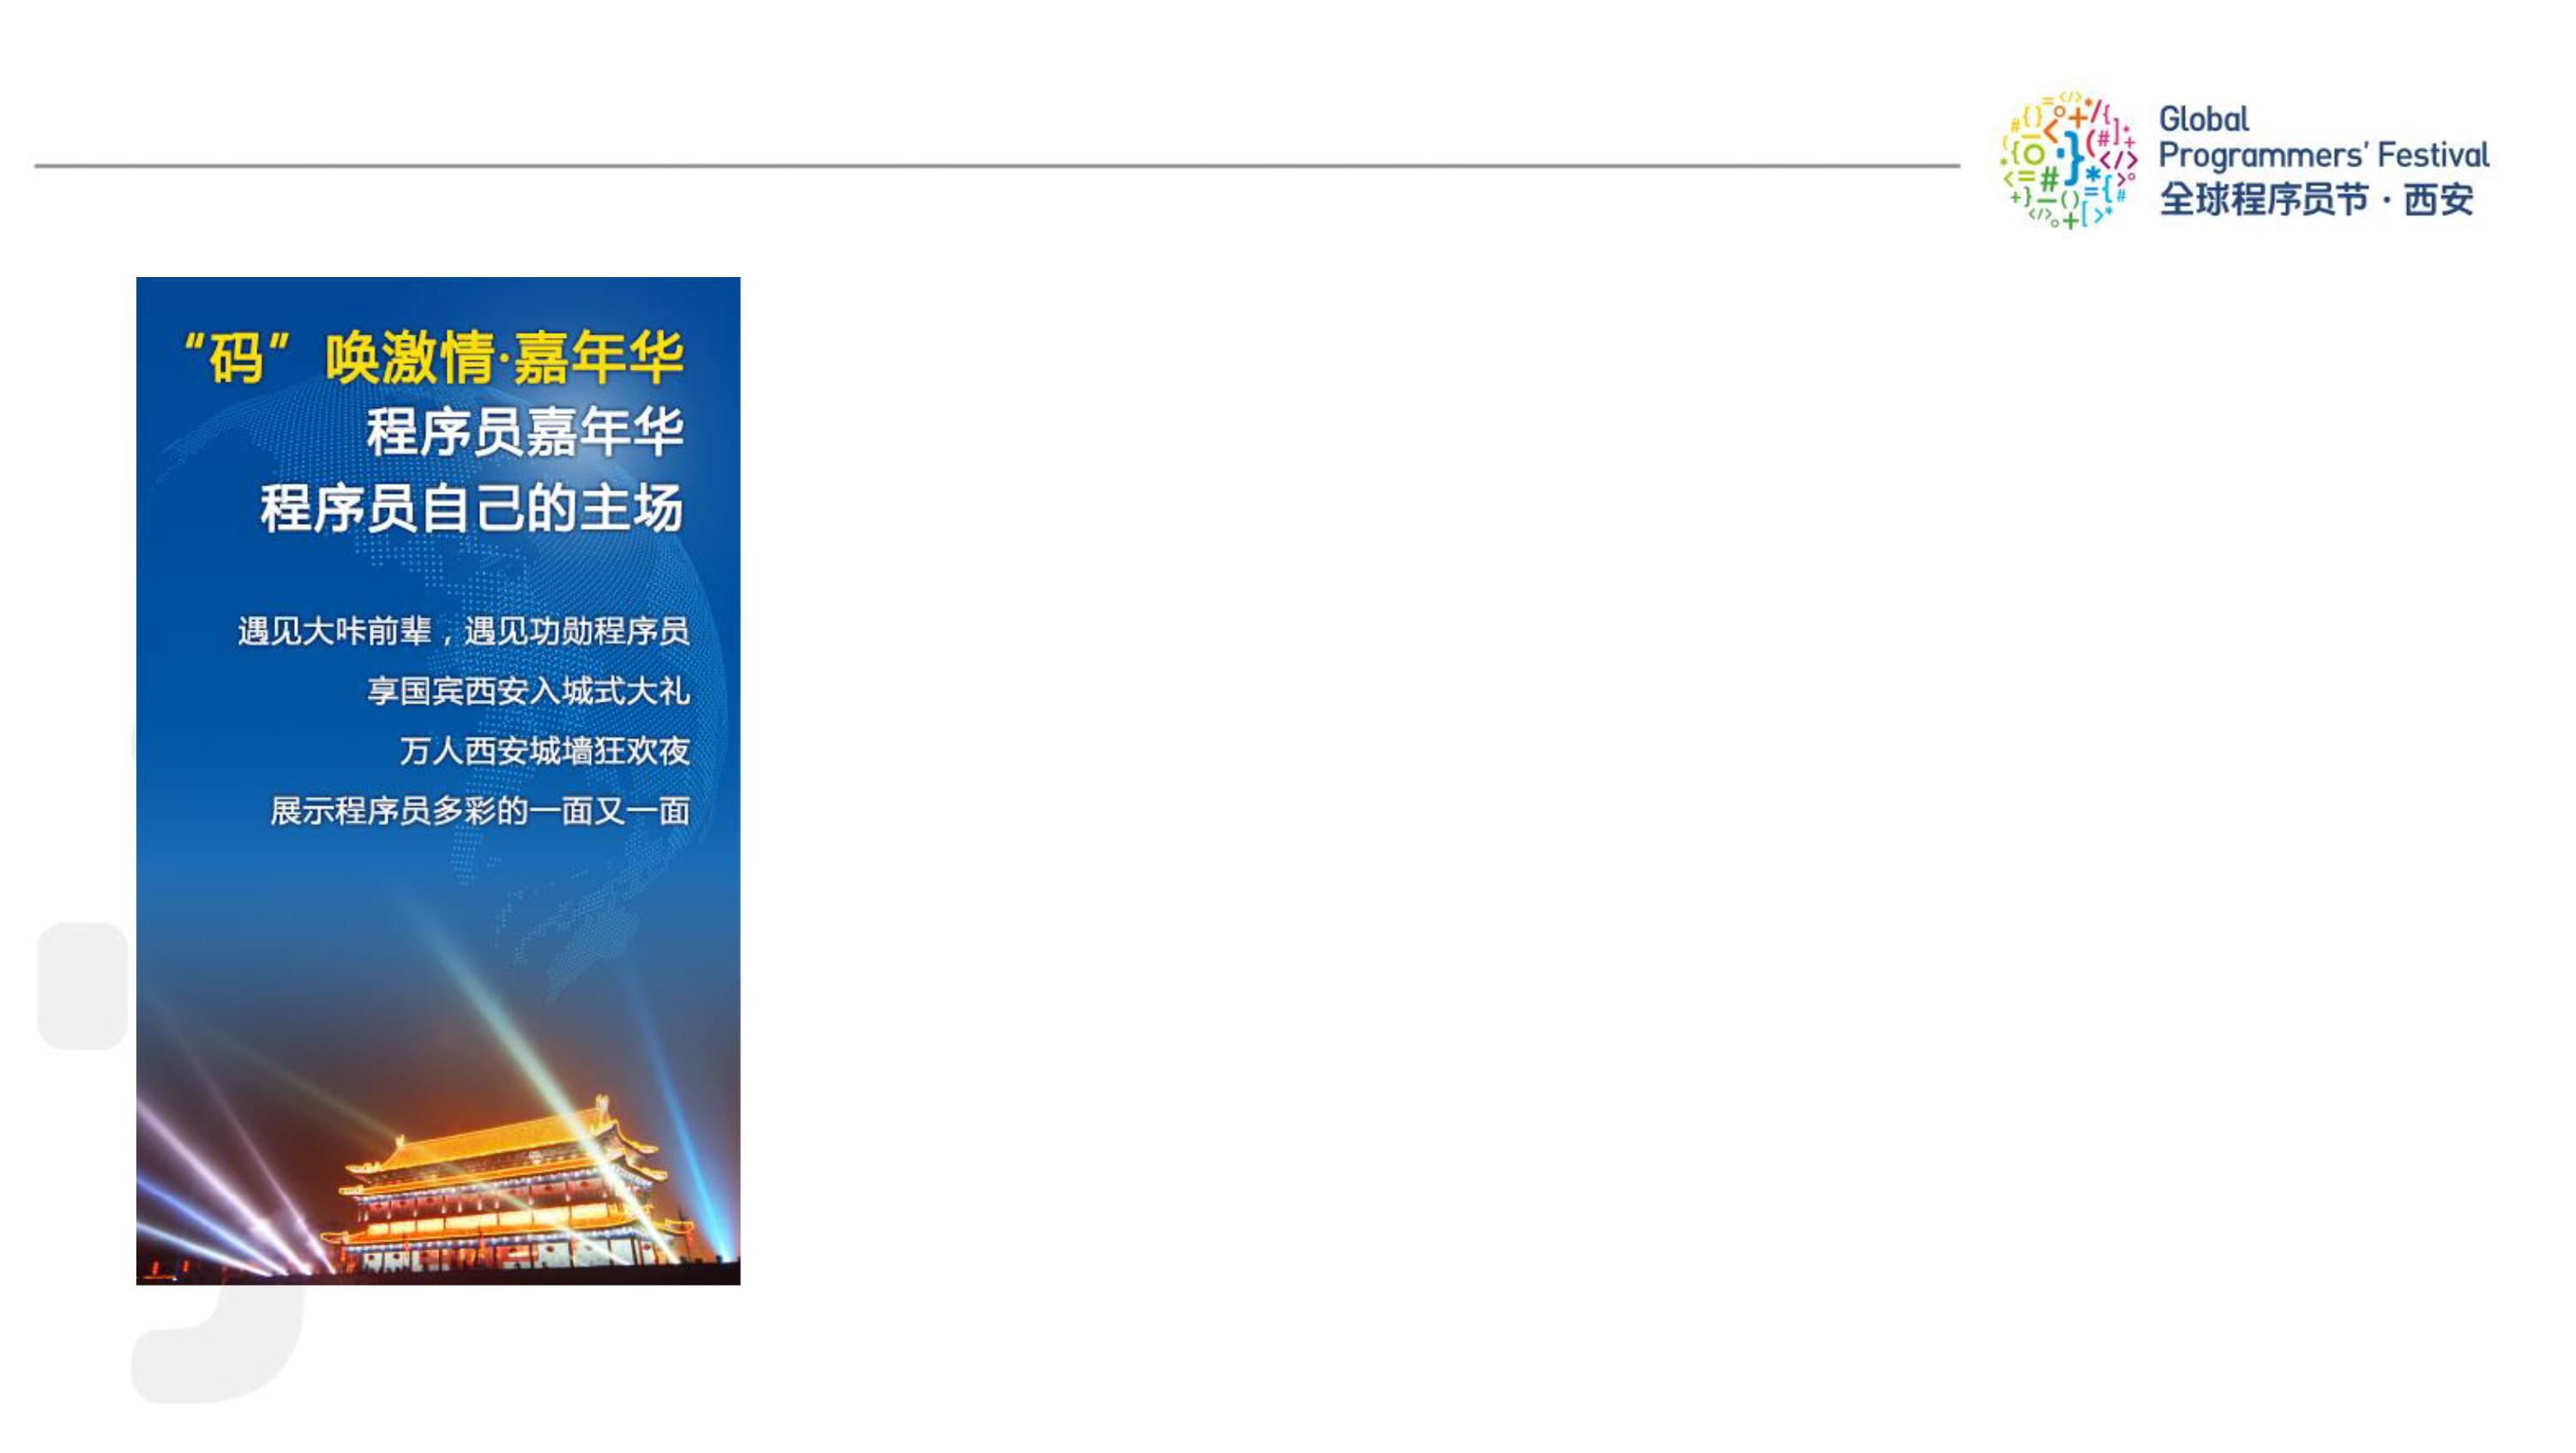 Global
Programmers' Festival
全球程序员节·西安
“码”唤激情·嘉年华
程序员嘉年华
程序员自己的主场
遇见大咔前辈，遇见功勋程序员
享国宾西安入城式大礼
万人西安城墙狂欢夜
展示程序员多彩的一面又一面